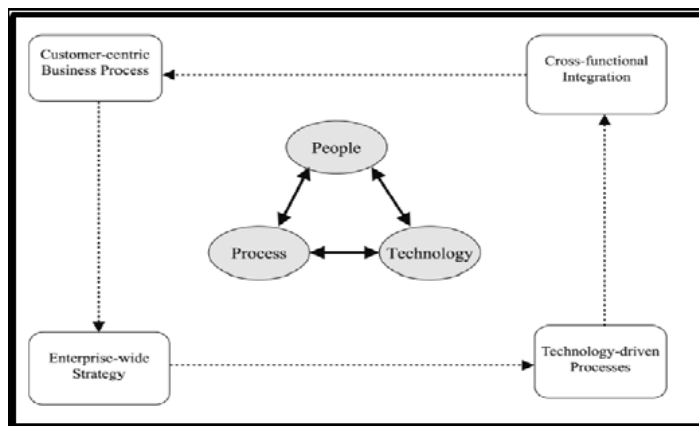 Customer-centric
Business Process
Cross-functional
Integration
People
Process
Technology
Enterprise-wide
Strategy
Technology-driven
Processes